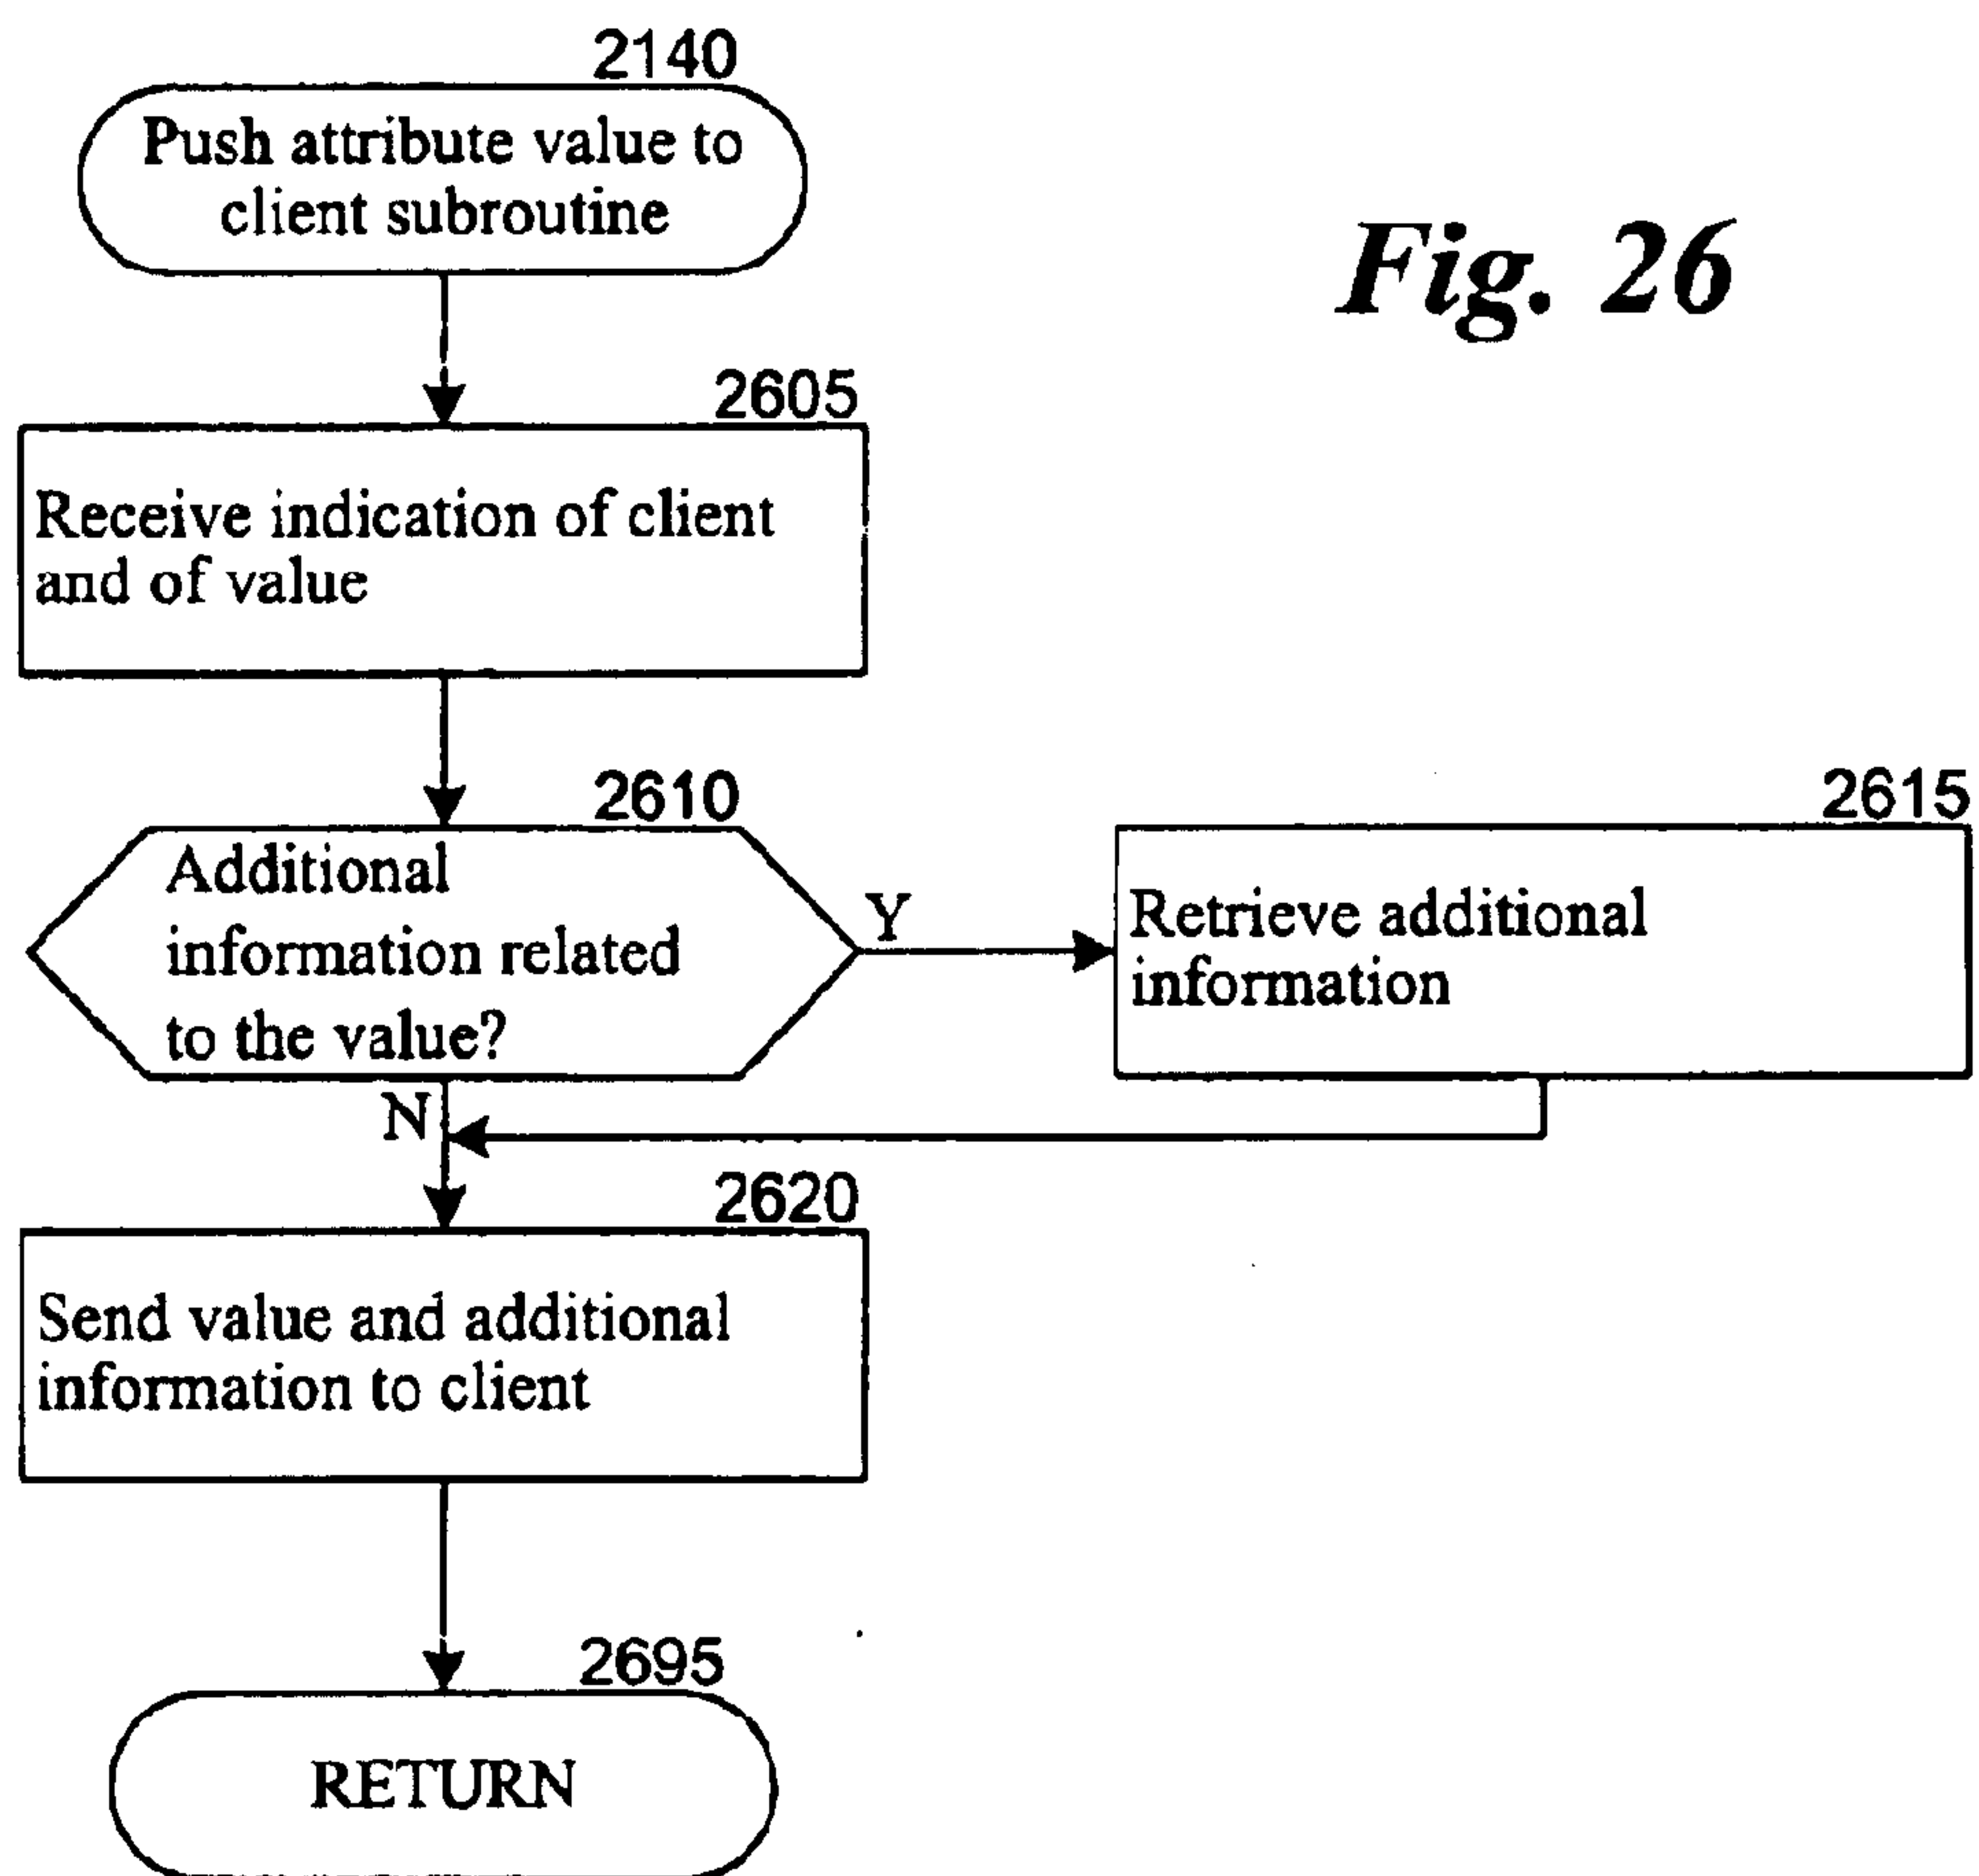 2140
Push attribute value to
client subroutine
Fig. 26
2605
Receive indication of client
and of value
2610
Additional
information related
to the value?
Y
2615
Retrieve additional
information
N
2620
Send value and additional
information to client
2695
RETURN